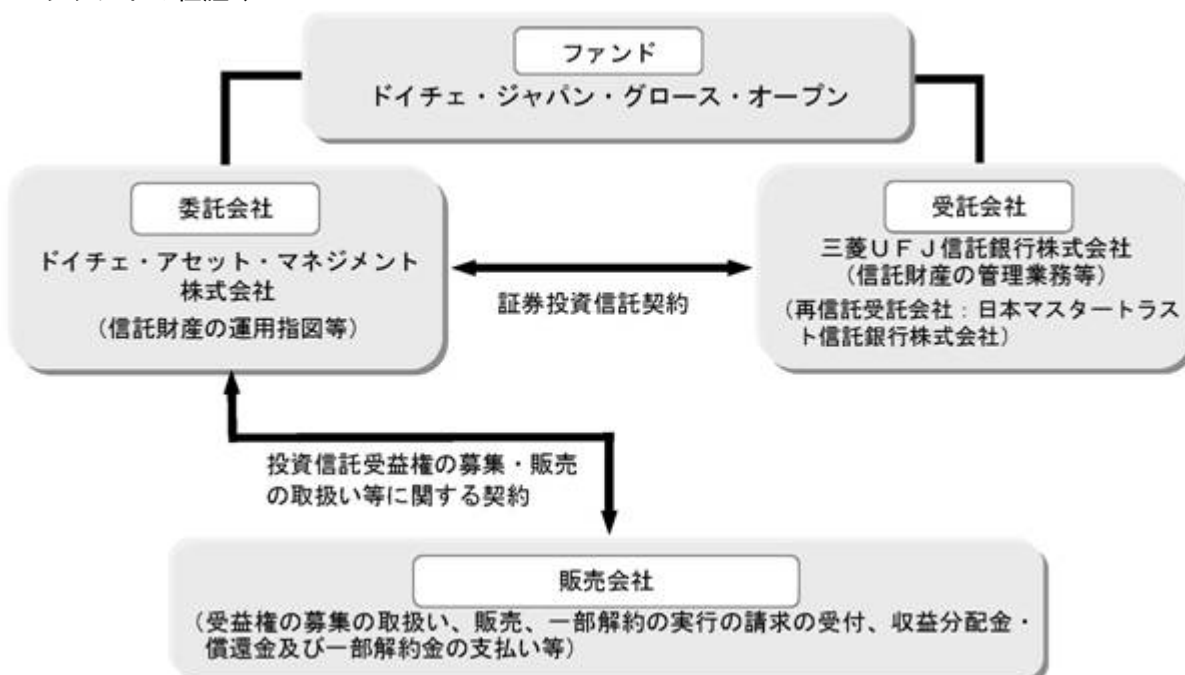 ファンド
ドイチェ・ジャパン・グロース・オープン
委託会社
ドイチェ・アセット・マネジメント
株式会社
(信託財産の運用指図等)
受託会社
三菱UFJ信託銀行株式会社
(信託財産の管理業務等)
(再信託受託会社:日本マスタートラス
ト信託銀行株式会社)
証券投資信託契約
投資信託受益権の募集・販売
の取扱い等に関する契約
販売会社
(受益権の募集の取扱い、販売、一部解約の実行の請求の受付、収益分配金・
償還金及び一部解約金の支払い等)